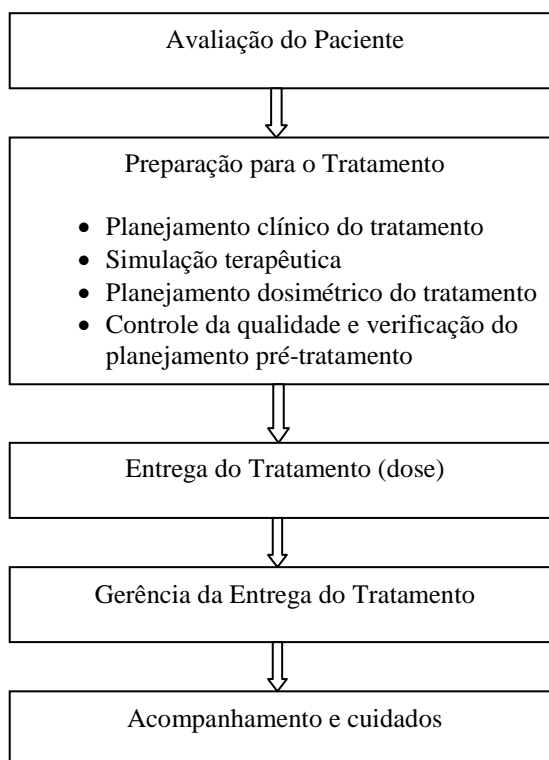 Avaliação do Paciente
Preparação para o Tratamento
• Planejamento clínico do tratamento
• Simulação terapêutica
• Planejamento dosimétrico do tratamento
• Controle da qualidade e verificação do
planejamento pré-tratamento
Entrega do Tratamento (dose)
Gerência da Entrega do Tratamento
Acompanhamento e cuidados